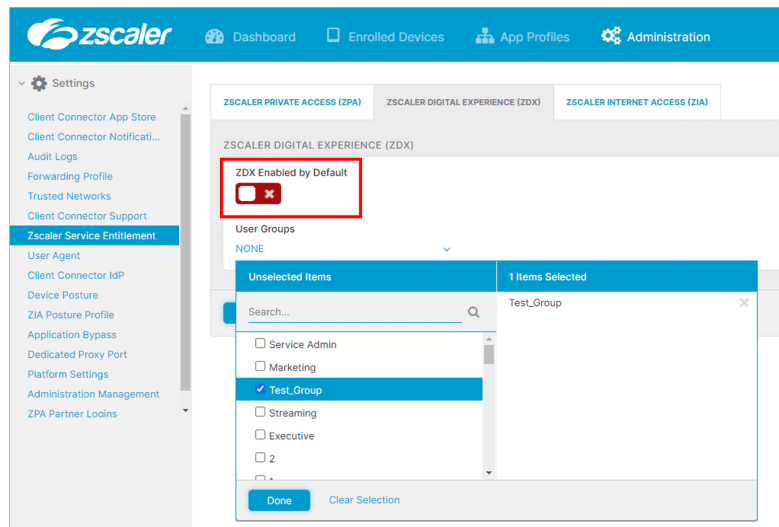 zscaler
Dashboard
Enrolled Devices
App Profiles
Administration
Settings
Client Connector App Store
Client Connector Notificati...
Audit Logs
Forwarding Profile
Trusted Networks
Client Connector Support
Zscaler Service Entitlement
User Agent
Client Connector IdP
Device Posture
ZIA Posture Profile
Application Bypass
Dedicated Proxy Port
Platform Settings
Administration Management
ZPA Partner Logins
ZSCALER PRIVATE ACCESS (ZPA)
ZSCALER DIGITAL EXPERIENCE (ZDX)
ZSCALER INTERNET ACCESS (ZIA)
ZSCALER DIGITAL EXPERIENCE (ZDX)
ZDX Enabled by Default
User Groups
NONE
Unselected Items
1 Items Selected
Search...
Test_Group
Service Admin
Marketing
Test_Group
Streaming
Executive
2
Done
Clear Selection